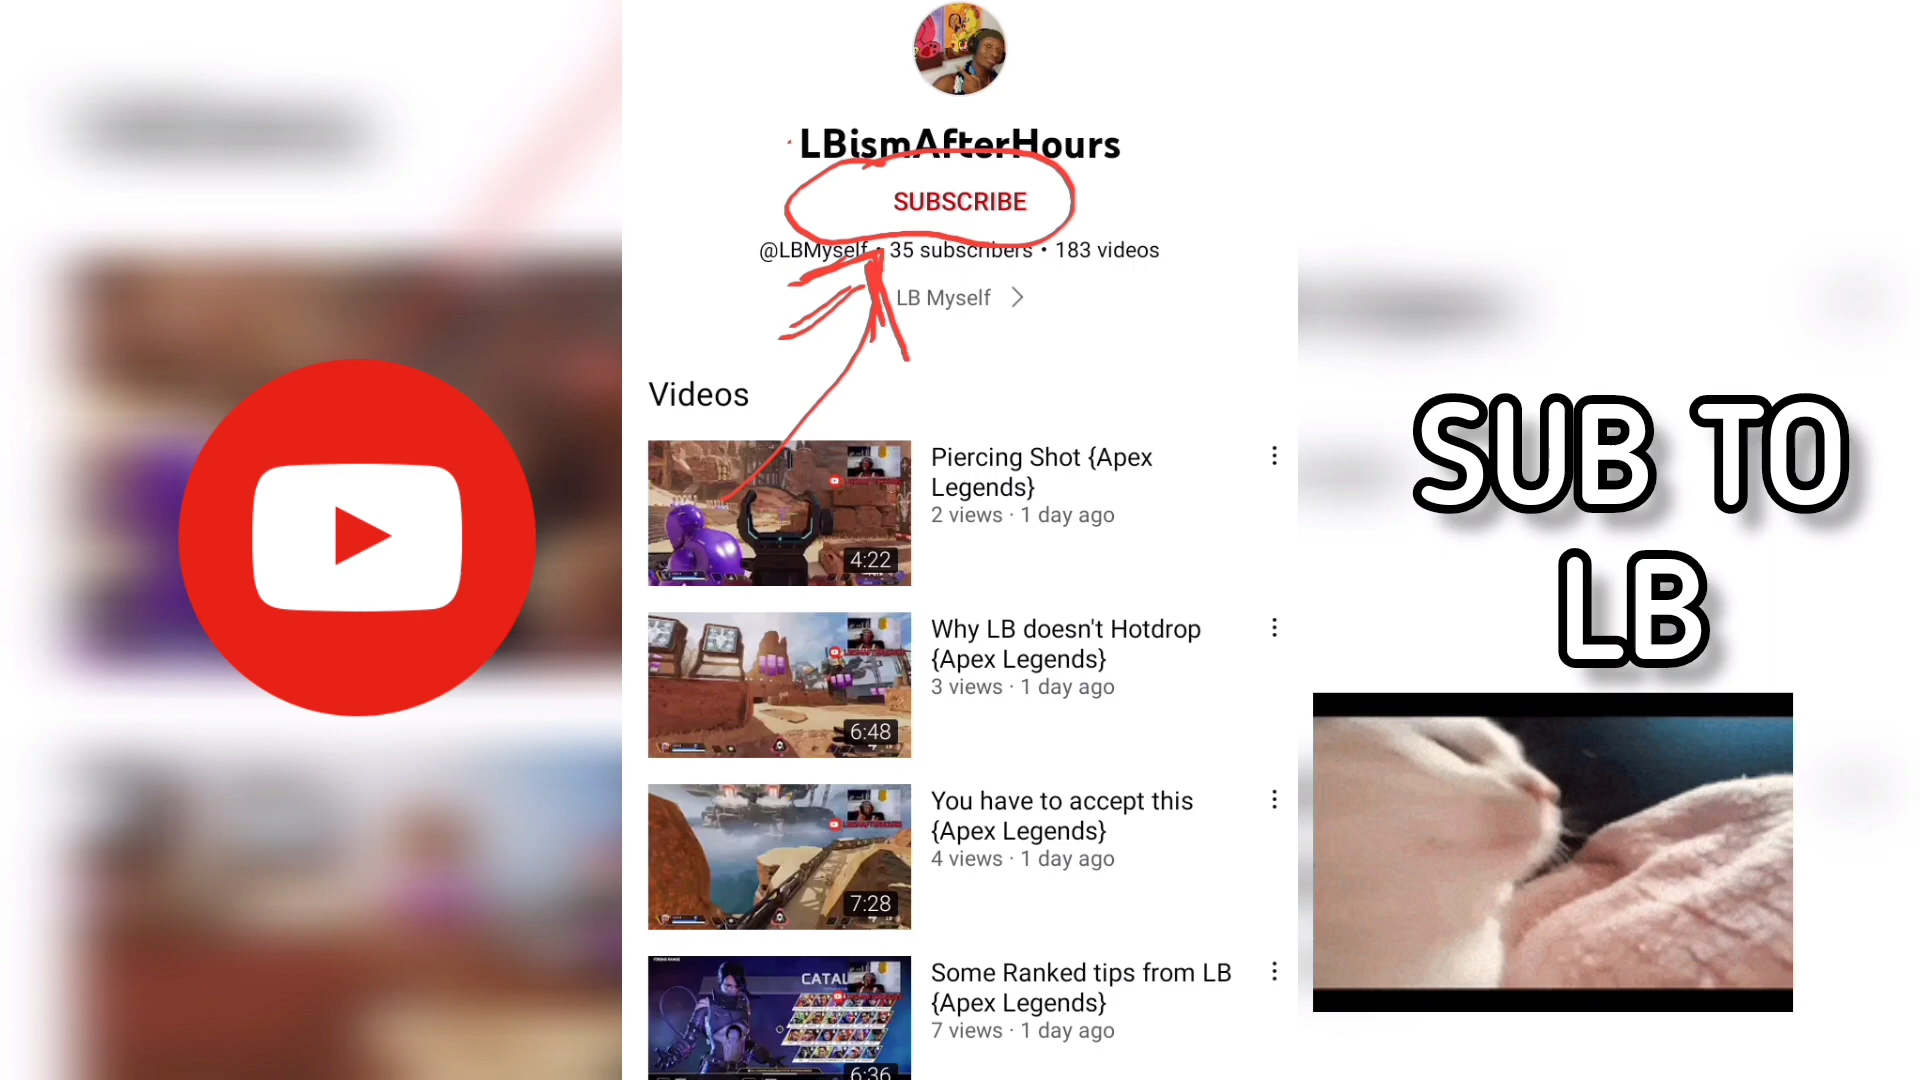 LBismAfterHours
SUBSCRIBE
@LBMyself • 35 subscribers • 183 videos
LB Myself
Videos
Piercing Shot {Apex
Legends}
2 views · 1 day ago
4:22
Why LB doesn't Hotdrop
{Apex Legends}
3 views · 1 day ago
6:48
You have to accept this
{Apex Legends}
4 views · 1 day ago
7:28
Some Ranked tips from LB
{Apex Legends}
7 views · 1 day ago
6:36
SUB TO
LB